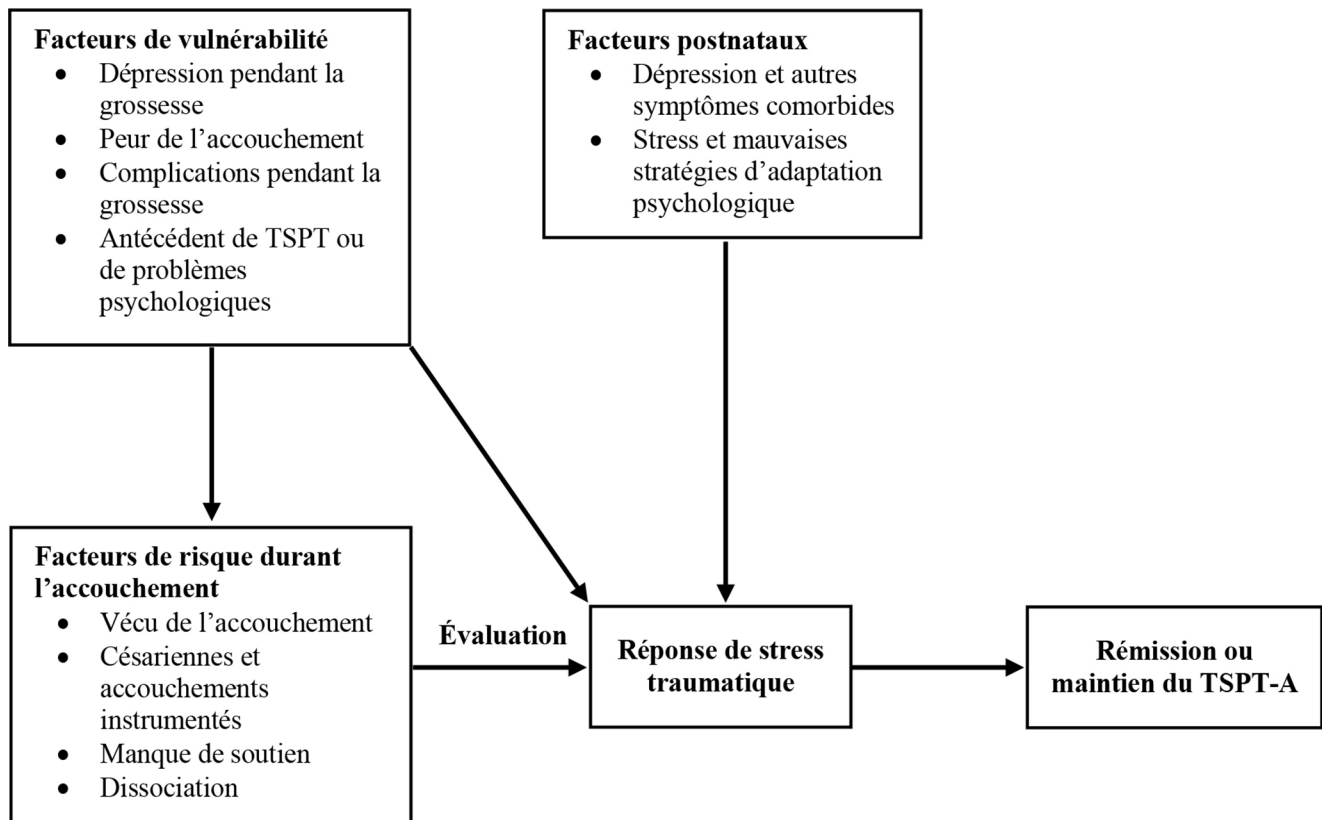 Facteurs de vulnérabilité
• Dépression pendant la
grossesse
• Peur de l’accouchement
• Complications pendant la
grossesse
• Antécédent de TSPT ou
de problèmes
psychologiques
Facteurs postnataux
• Dépression et autres
symptômes comorbides
• Stress et mauvaises
stratégies d’adaptation
psychologique
Facteurs de risque durant
l’accouchement
• Vécu de l’accouchement
• Césariennes et
accouchements
instrumentés
• Manque de soutien
• Dissociation
Évaluation
Réponse de stress
traumatique
Rémission ou
maintien du TSPT-A